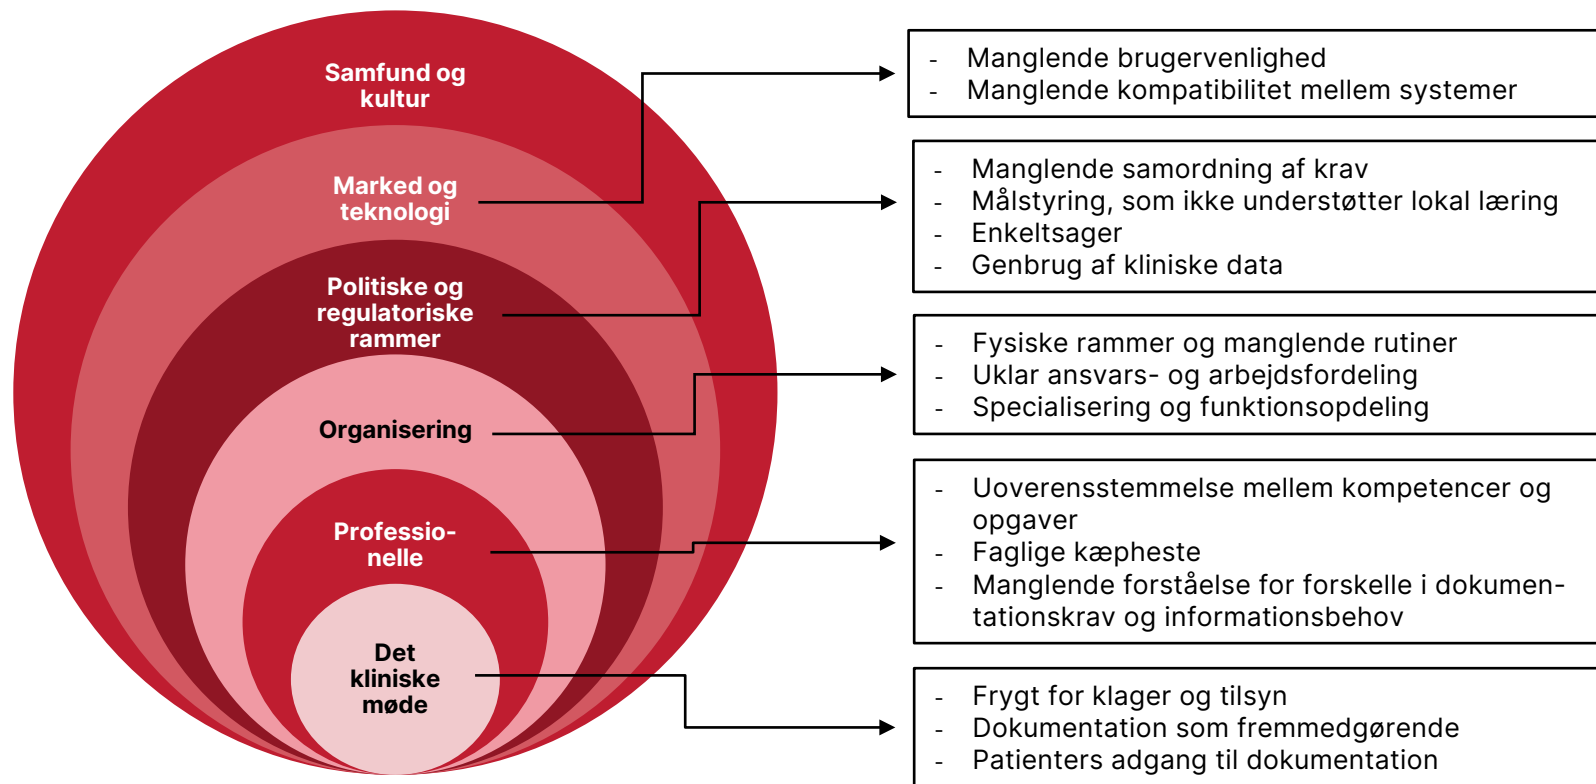 Samfund og
kultur
Marked og
teknologi
Politiske og
regulatoriske
rammer
Organisering
Professio-
nelle
Det
kliniske
møde
- Manglende brugervenlighed
- Manglende kompatibilitet mellem systemer
- Manglende samordning af krav
- Målstyring, som ikke understøtter lokal læring
- Enkeltsager
- Genbrug af kliniske data
- Fysiske rammer og manglende rutiner
- Uklar ansvars- og arbejdsfordeling
- Specialisering og funktionsopdeling
- Uoverensstemmelse mellem kompetencer og
opgaver
- Faglige kæpheste
- Manglende forståelse for forskelle i dokumen-
tationskrav og informationsbehov
- Frygt for klager og tilsyn
- Dokumentation som fremmedgørende
- Patienters adgang til dokumentation